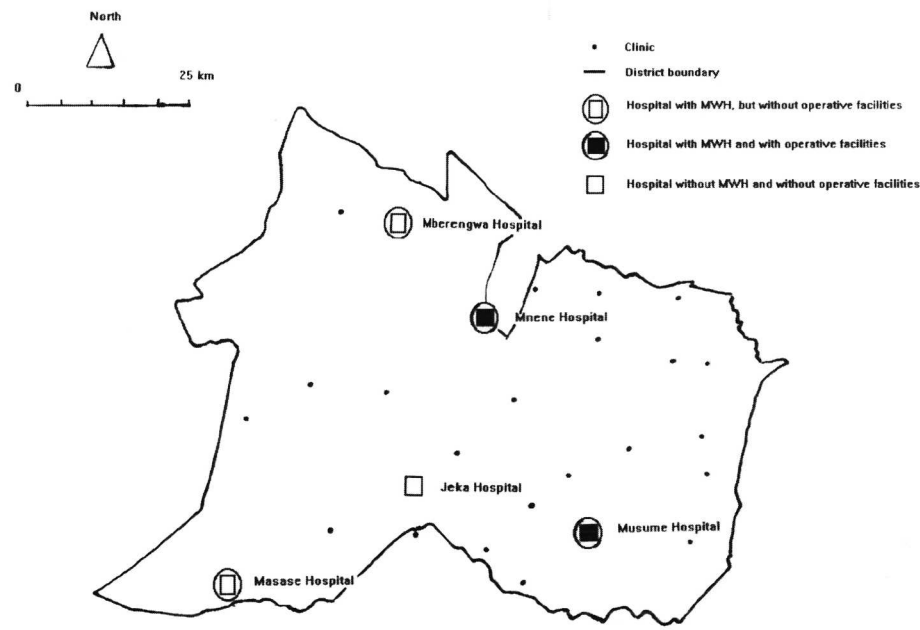 North
0
25 km
Clinic
District boundary
Hospital with MWH, but without operative facilities
Hospital with MWH and with operative facilities
Hospital without MWH and without operative facilities
Mberengwa Hospital
Mnene Hospital
Jeka Hospital
Musume Hospital
Masase Hospital